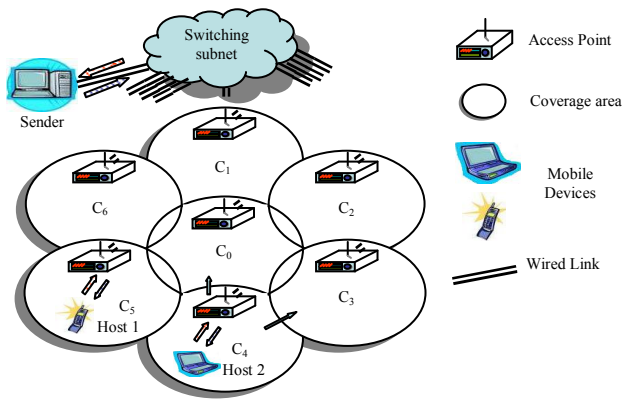 Switching
subnet
Sender
C1
C6
C2
C0
C5
Host 1
C4
Host 2
C3
Access Point
Coverage area
Mobile
Devices
Wired Link